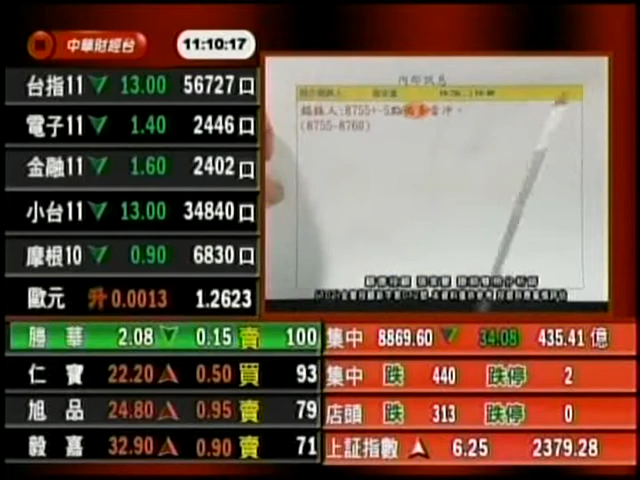 中華財經台
11:10:17
台指11 13.00 56727口
電子11 1.40 2446口
金融11 1.60 2402口
小台11 13.00 34840口
摩根10 0.90 6830口
歐元 升0.0013 1.2623
內部訊息
8755+-5點
(8755-8760)
勝華 2.08 0.15 賣 100
仁寶 22.20 0.50 買 93
旭品 24.80 0.95 賣 79
毅嘉 32.90 0.90 賣 71
集中 8869.60 34.08 435.41億
集中 跌 440 跌停 2
店頭 跌 313 跌停 0
上証指數 6.25 2379.28